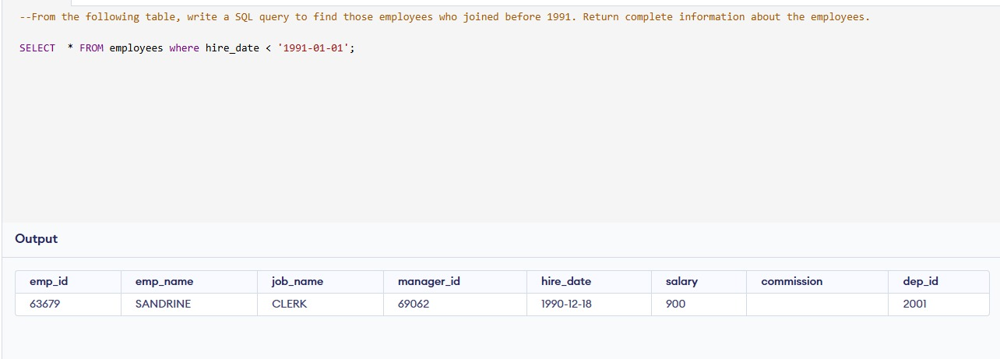 --From the following table, write a SQL query to find those employees who joined before 1991. Return complete information about the employees.
SELECT  * FROM employees where hire_date < '1991-01-01';
Output
emp_id emp_name job_name manager_id hire_date salary commission dep_id
63679 SANDRINE CLERK 69062 1990-12-18 900 2001